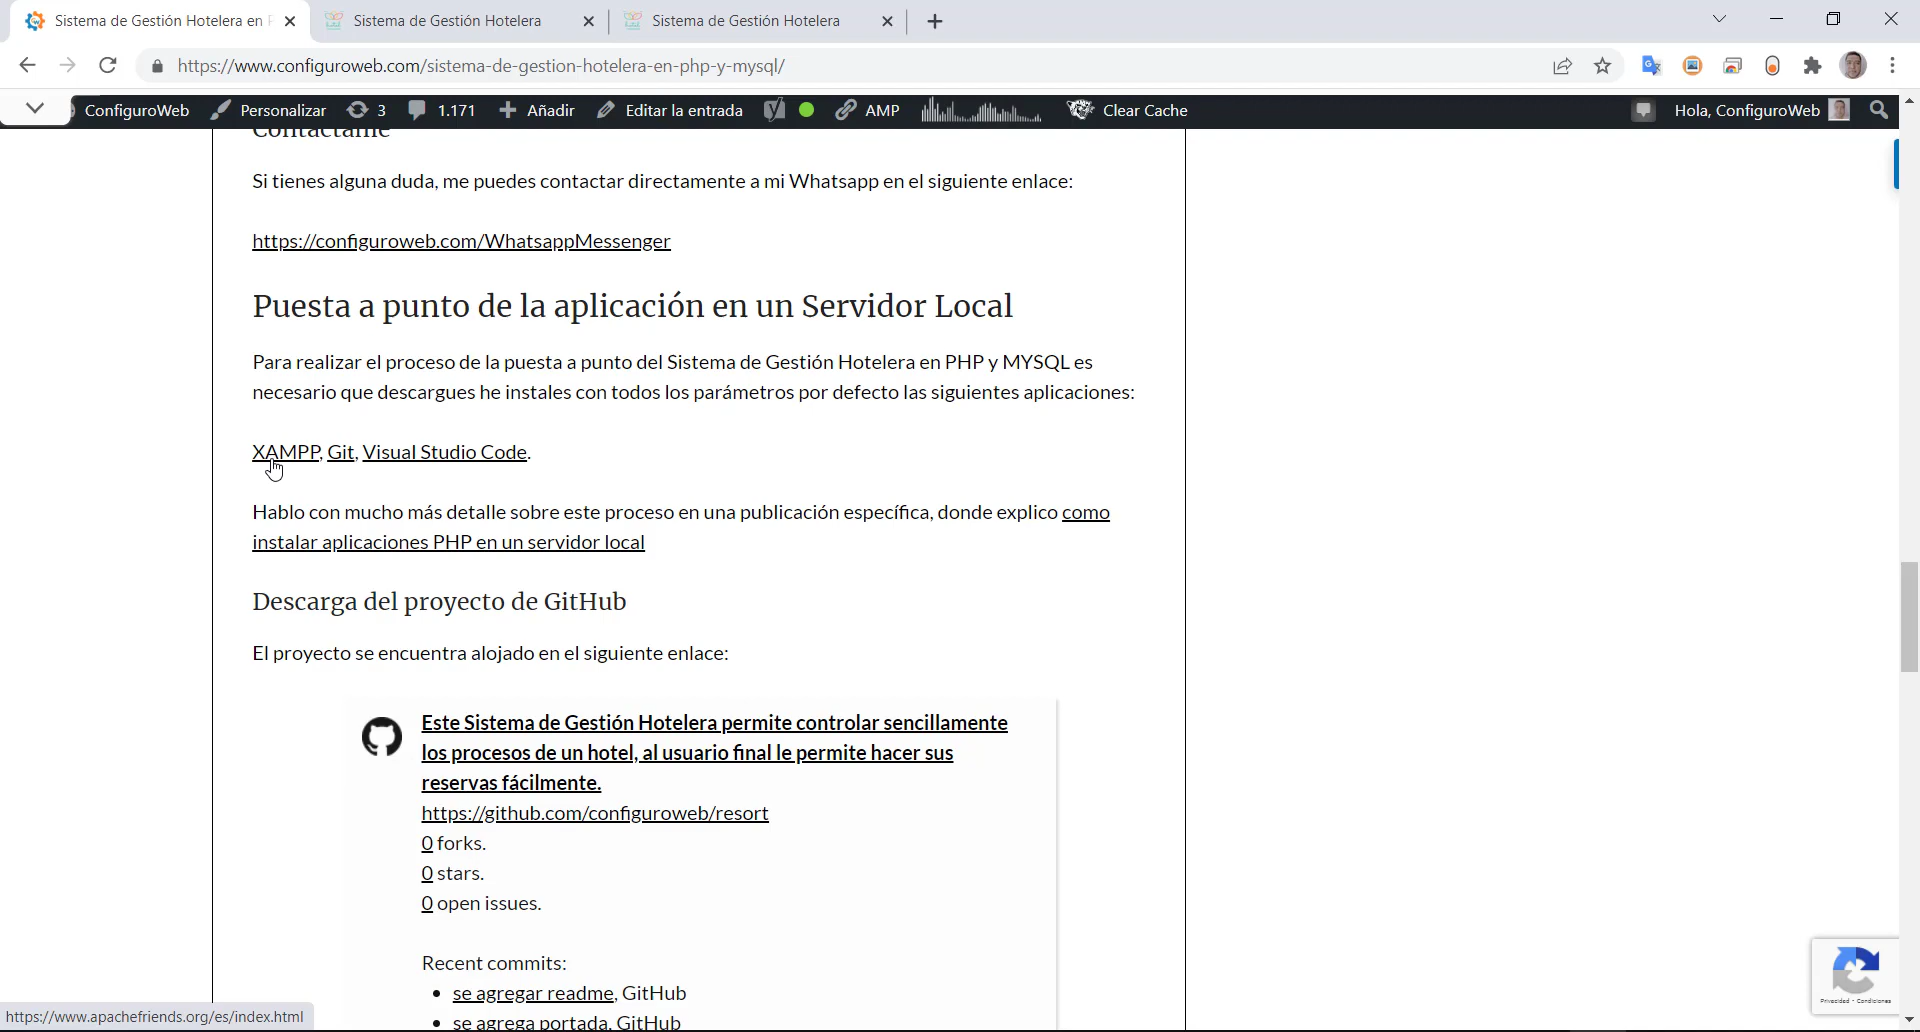 Sistema de Gestión Hotelera en P
Sistema de Gestión Hotelera
Sistema de Gestión Hotelera
https://www.configuroweb.com/sistema-de-gestion-hotelera-en-php-y-mysql/
ConfiguroWeb
Personalizar
3
1.171
Añadir
Editar la entrada
AMP
Clear Cache
Hola, ConfiguroWeb
Contáctame
Si tienes alguna duda, me puedes contactar directamente a mi Whatsapp en el siguiente enlace:
https://configuroweb.com/WhatsappMessenger
Puesta a punto de la aplicación en un Servidor Local
Para realizar el proceso de la puesta a punto del Sistema de Gestión Hotelera en PHP y MYSQL es
necesario que descargues he instales con todos los parámetros por defecto las siguientes aplicaciones:
XAMPP, Git, Visual Studio Code.
Hablo con mucho más detalle sobre este proceso en una publicación específica, donde explico como
instalar aplicaciones PHP en un servidor local
Descarga del proyecto de GitHub
El proyecto se encuentra alojado en el siguiente enlace:
Este Sistema de Gestión Hotelera permite controlar sencillamente
los procesos de un hotel, al usuario final le permite hacer sus
reservas fácilmente.
https://github.com/configuroweb/resort
0 forks.
0 stars.
0 open issues.
Recent commits:
se agregar readme, GitHub
se agrega portada, GitHub
Privacidad - Condiciones
https://www.apachefriends.org/es/index.html